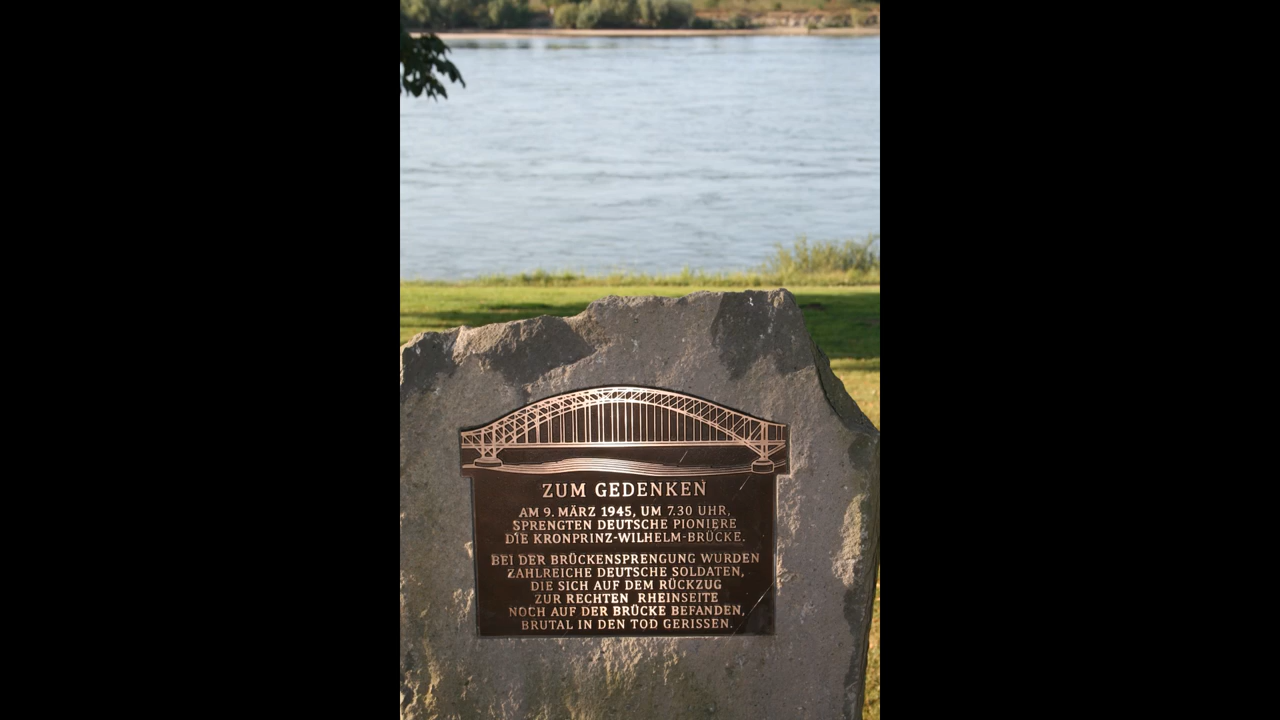 ZUM GEDENKEN
AM 9. MÄRZ 1945, UM 7.30 UHR,
SPRENGTEN DEUTSCHE PIONIERE
DIE KRONPRINZ-WILHELM-BRÜCKE.
BEI DER BRÜCKENSPRENGUNG WURDEN
ZAHLREICHE DEUTSCHE SOLDATEN,
DIE SICH AUF DEM RÜCKZUG
ZUR RECHTEN RHEINSEITE
NOCH AUF DER BRÜCKE BEFANDEN,
BRUTAL IN DEN TOD GERISSEN.